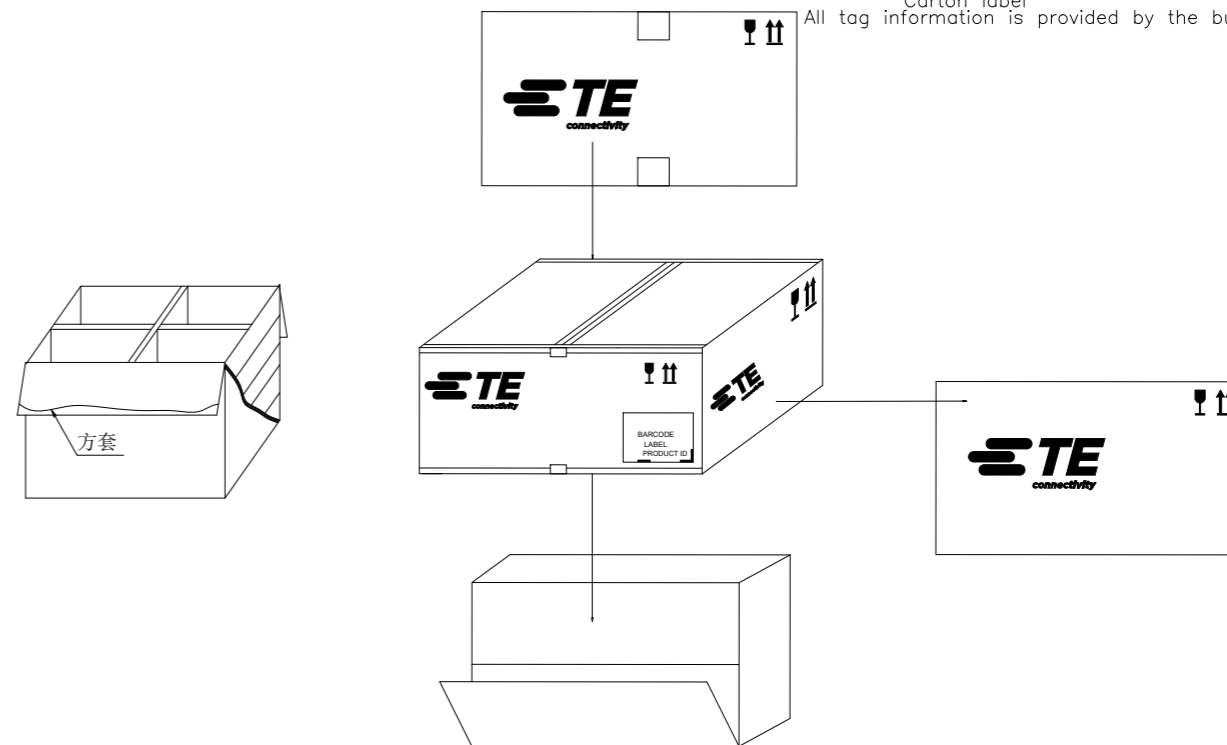 Carton label
All tag information is provided by the
TE
connectivity
TE
connectivity
TE
connectivity
BARCODE
LABEL
PRODUCT ID
方套
TE
connectivity